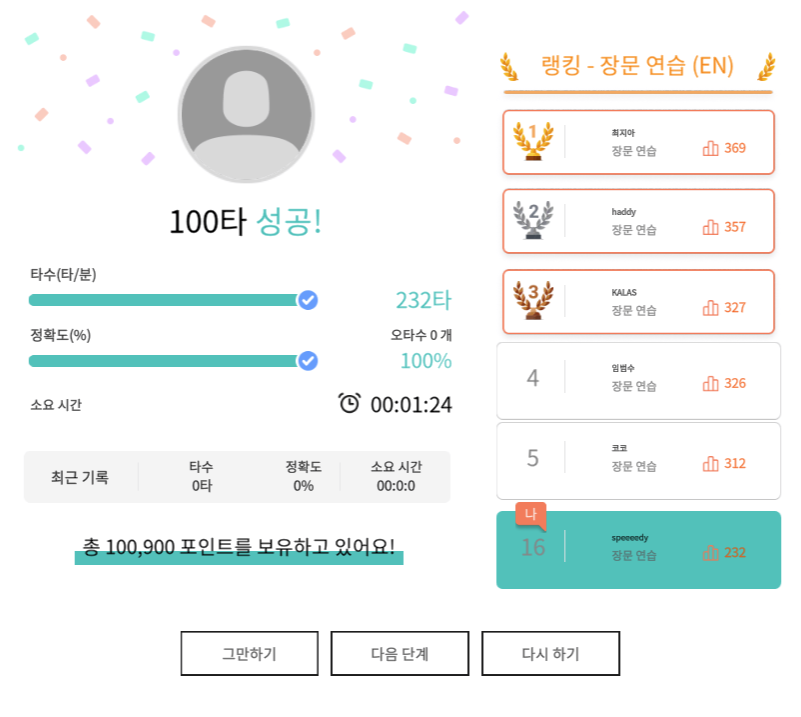 100타 성공!
타수(타/분)
232타
정확도(%)
오타수 0 개
100%
소요 시간
00:01:24
최근 기록
타수
0타
정확도
0%
소요 시간
00:0:0
총 100,900 포인트를 보유하고 있어요!
랭킹 - 장문 연습 (EN)
1
최지아
장문 연습
369
2
haddy
장문 연습
357
3
KALAS
장문 연습
327
4
임범수
장문 연습
326
5
코코
장문 연습
312
나
16
speeeedy
장문 연습
232
그만하기
다음 단계
다시 하기